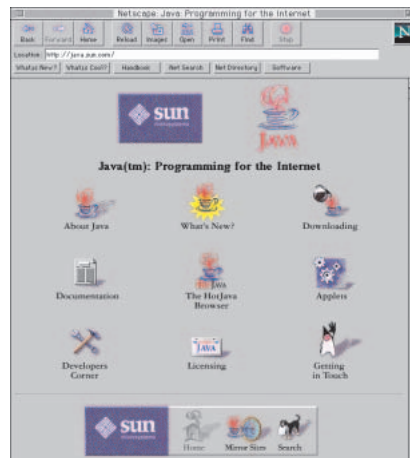 Netscape: Java: Programming for the Internet
Back Forward Home Reload Images Open Print Find Stop
N
Location: http://java.sun.com/
What's New? What's Cool? Handbook Net Search Net Directory Software
sun
JAVA
Java(tm): Programming for the Internet
About Java What's New? Downloading
JAVA
Documentation The HotJava Applets
Browser
JAVA
Developers Licensing Getting
Corner in Touch
sun
Home Mirror Sites Search